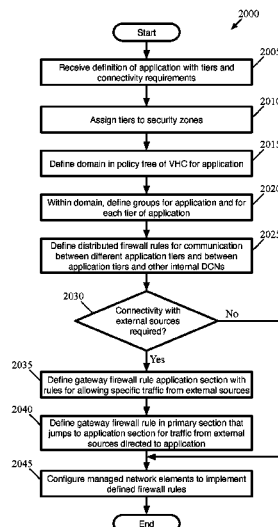 2000
Start
2005
Receive definition of application with tiers and
connectivity requirements
2010
Assign tiers to security zones
2015
Define domain in policy tree of VHC for application
2020
Within domain, define groups for application and for
each tier of application
2025
Define distributed firewall rules for communication
between different application tiers and between
application tiers and other internal DCNs
2030
Connectivity with
external sources
required?
No
Yes
2035
Define gateway firewall rule application section with
rules for allowing specific traffic from external sources
2040
Define gateway firewall rule in primary section that
jumps to application section for traffic from external
sources directed to application
2045
Configure managed network elements to implement
defined firewall rules
End